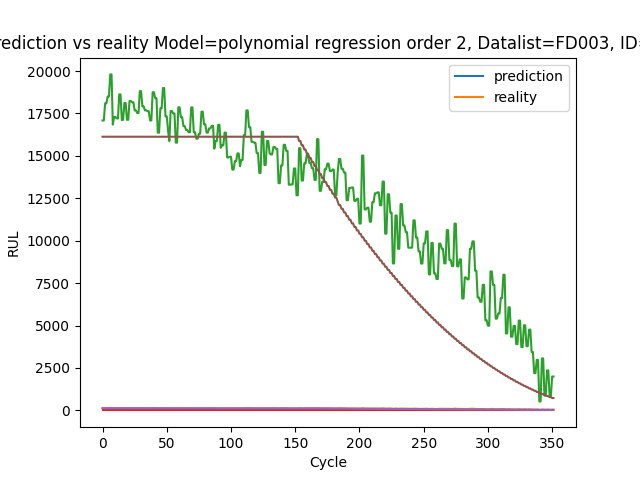 rediction vs reality Model=polynomial regression order 2, Datalist=FD003, ID=
prediction
reality
RUL
20000
17500
15000
12500
10000
7500
5000
2500
0
0 50 100 150 200 250 300 350
Cycle